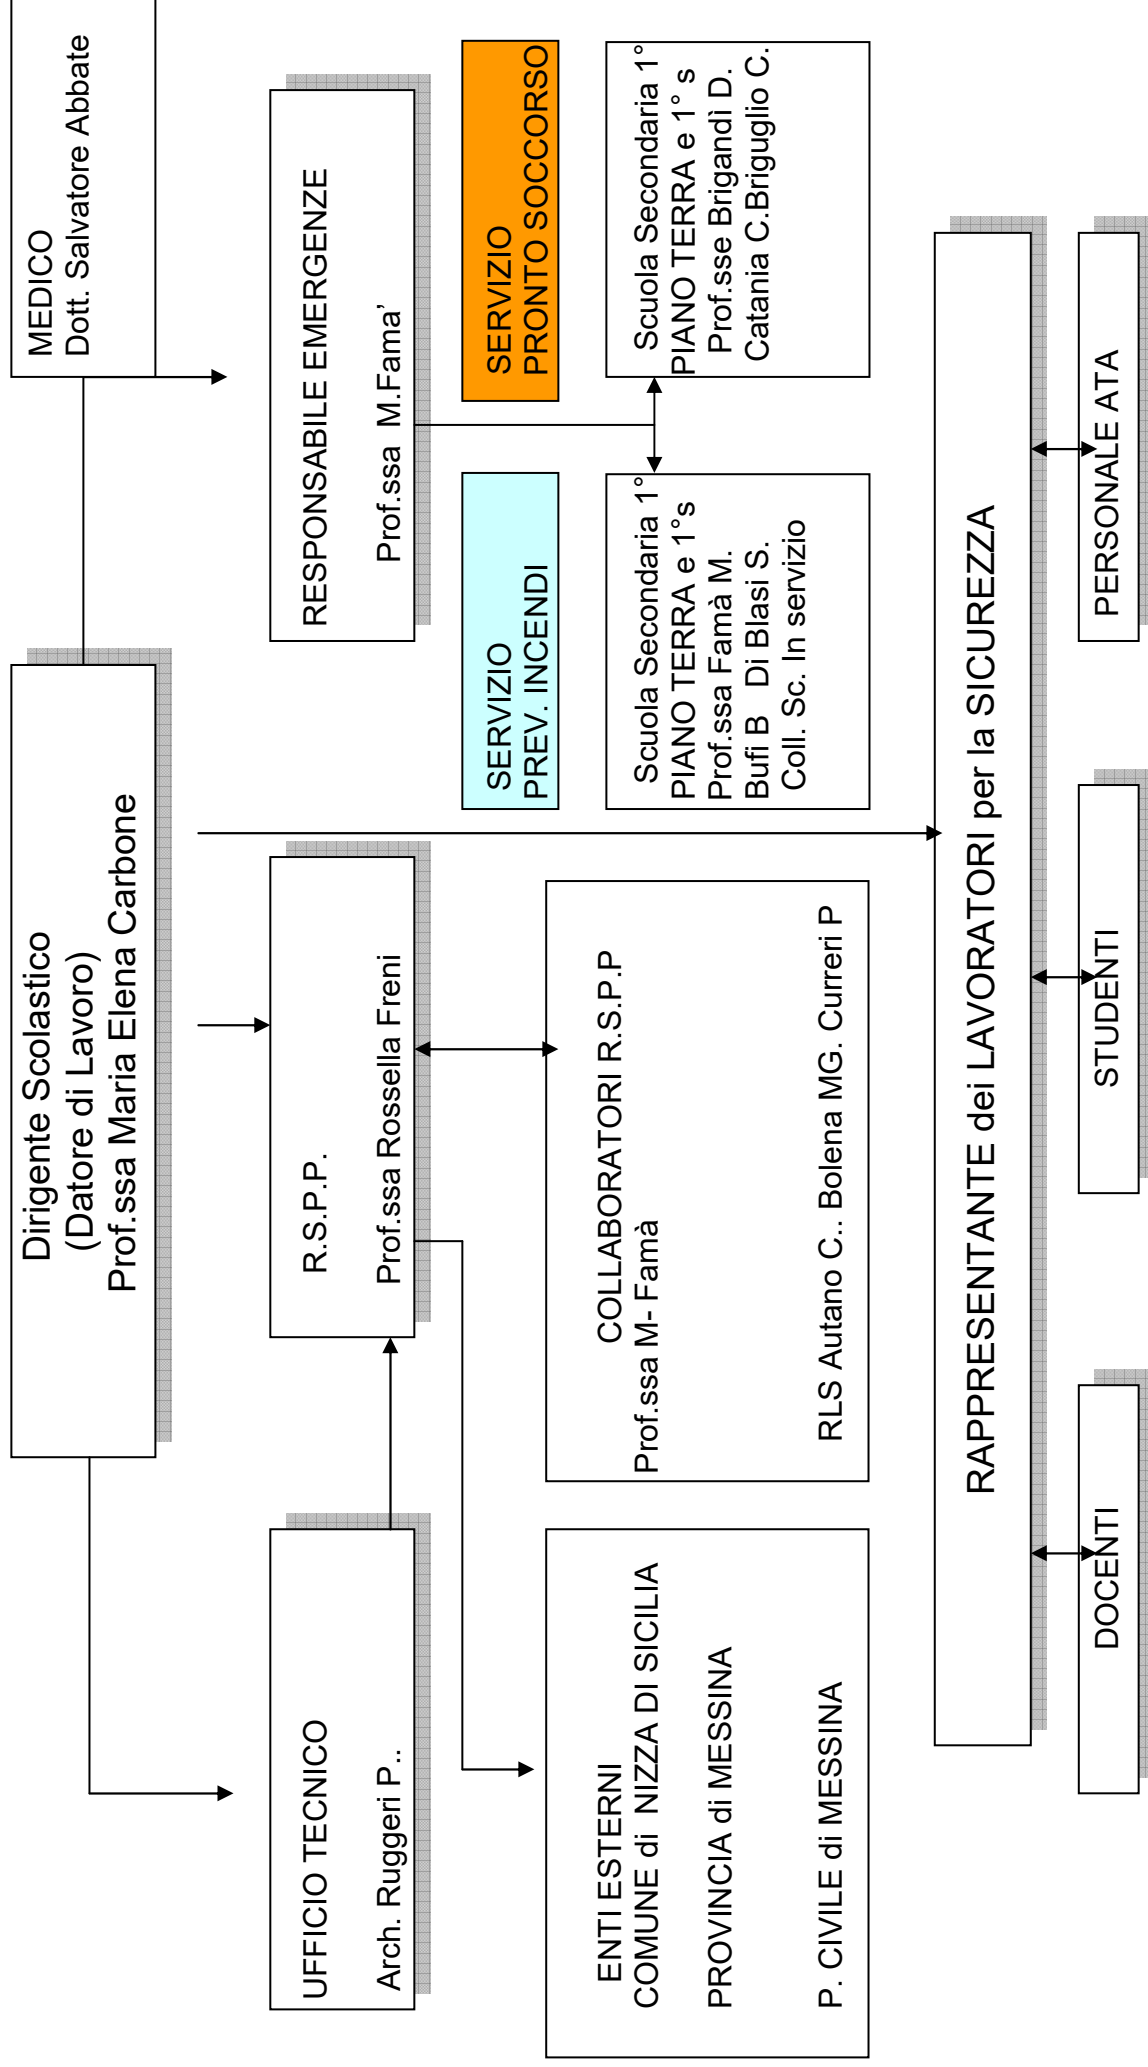 Dirigente Scolastico
(Datore di Lavoro)
Prof.ssa Maria Elena Carbone
MEDICO
Dott. Salvatore Abbate
UFFICIO TECNICO
Arch. Ruggeri P..
R.S.P.P.
Prof.ssa Rossella Freni
RESPONSABILE EMERGENZE
Prof.ssa M.Fama’
SERVIZIO
PREV. INCENDI
SERVIZIO
PRONTO SOCCORSO
ENTI ESTERNI
COMUNE di NIZZA DI SICILIA
PROVINCIA di MESSINA
P. CIVILE di MESSINA
COLLABORATORI R.S.P.P
Prof.ssa M- Famà
RLS Autano C.. Bolena MG. Curreri P
Scuola Secondaria 1°
PIANO TERRA e 1°s
Prof.ssa Famà M.
Bufi B Di Blasi S.
Coll. Sc. In servizio
Scuola Secondaria 1°
PIANO TERRA e 1° s
Prof.sse Brigandì D.
Catania C.Briguglio C.
RAPPRESENTANTE dei LAVORATORI per la SICUREZZA
DOCENTI
STUDENTI
PERSONALE ATA